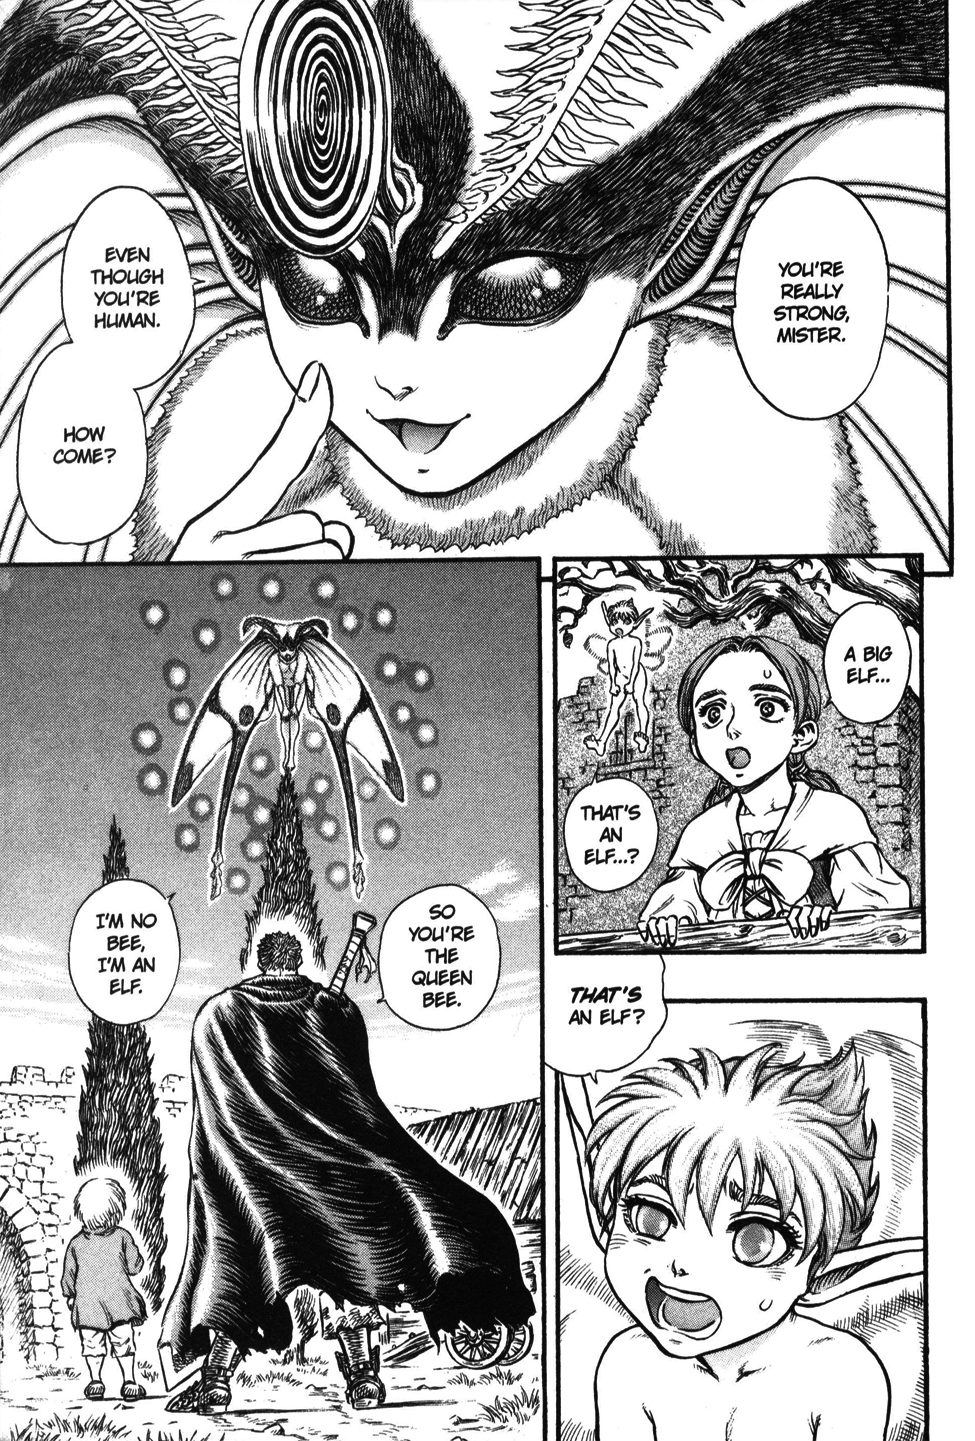 YOU'RE
REALLY
STRONG,
MISTER.
EVEN
THOUGH
YOU'RE
HUMAN.
HOW
COME?
A BIG
ELF...
THAT'S
AN
ELF...?
THAT'S
AN ELF?
SO
YOU'RE
THE
QUEEN
BEE.
I'M NO
BEE,
I'M AN
ELF.